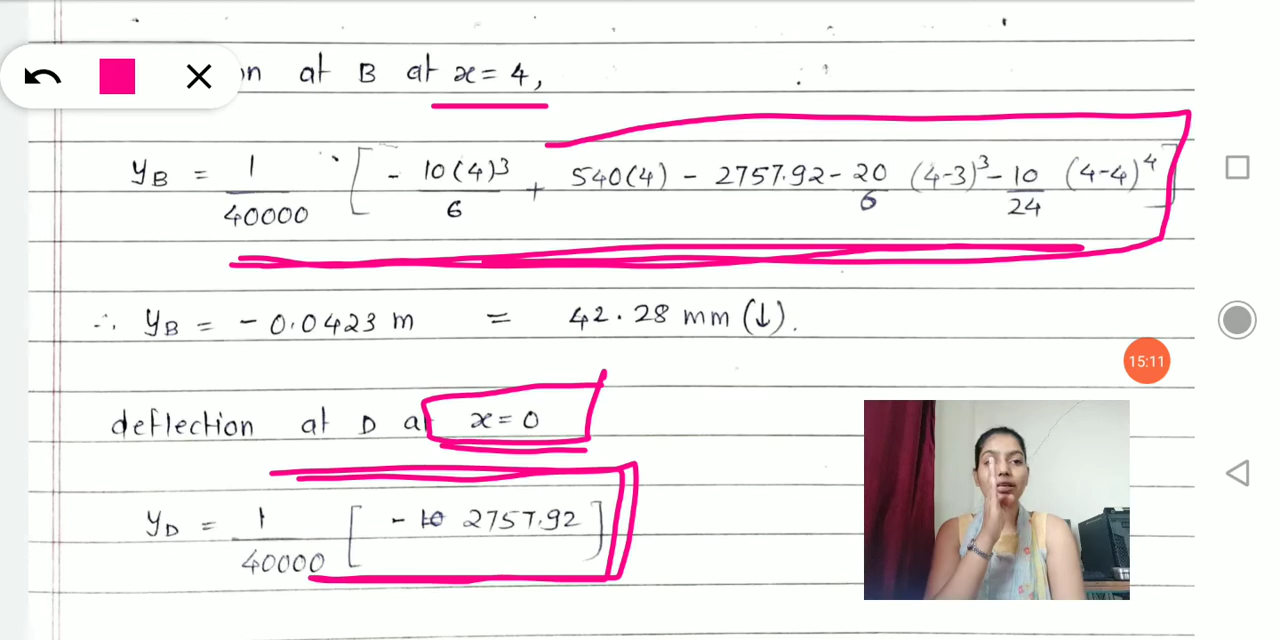 on at B at x = 4,
yB = 1/40000 [ - 10(4)³/6 + 540(4) - 2757.92 - 20/6 (4-3)³ - 10/24 (4-4)⁴ ]
∴ yB = - 0.0423 m = 42.28 mm (↓).
15:11
deflection at D at x = 0
yD = 1/40000 [ - 10 2757.92 ]